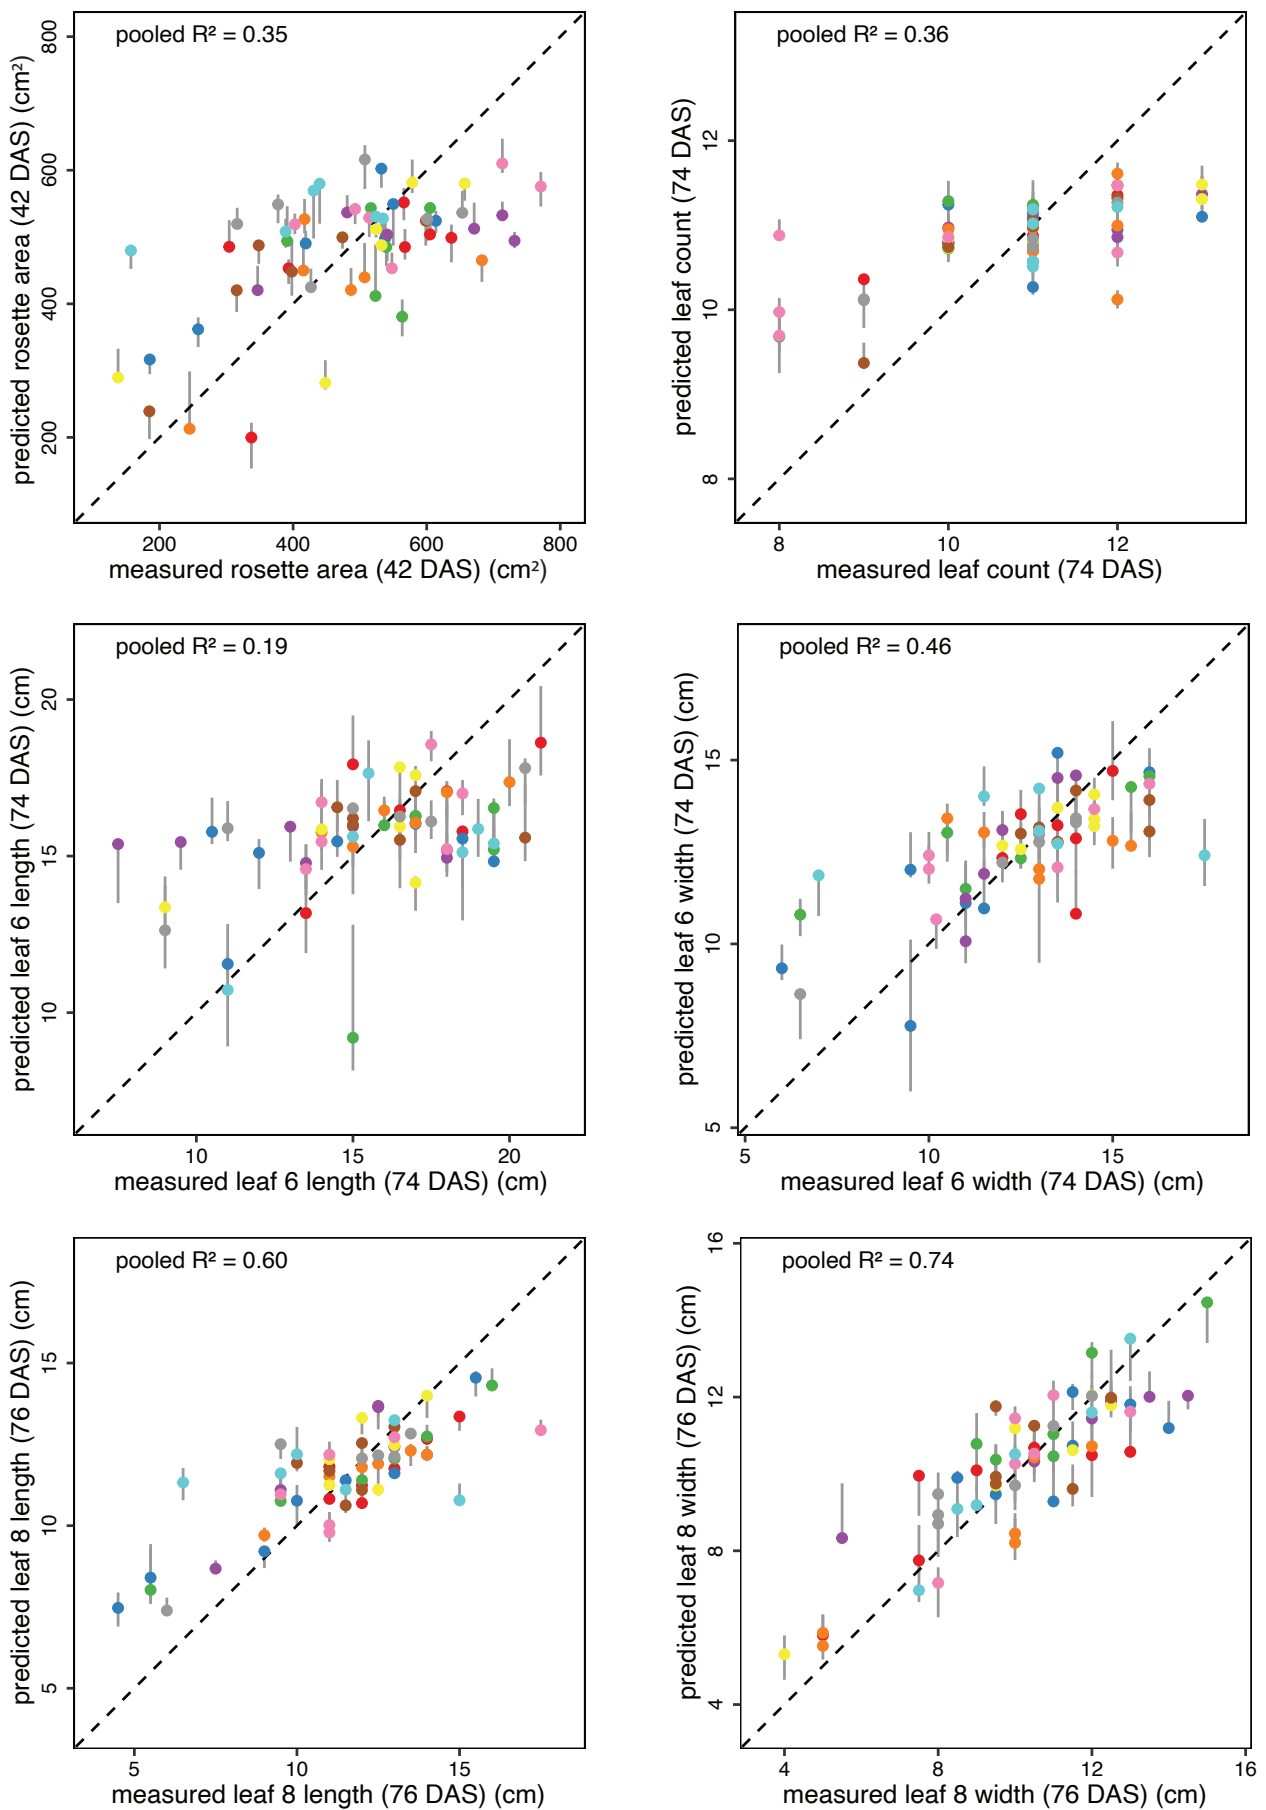 pooled R² = 0.35
predicted rosette area (42 DAS) (cm²)
800
600
400
200
200 400 600 800
measured rosette area (42 DAS) (cm²)
pooled R² = 0.36
predicted leaf count (74 DAS)
12
10
8
8 10 12
measured leaf count (74 DAS)
pooled R² = 0.19
predicted leaf 6 length (74 DAS) (cm)
20
15
10
10 15 20
measured leaf 6 length (74 DAS) (cm)
pooled R² = 0.46
predicted leaf 6 width (74 DAS) (cm)
15
10
5
5 10 15
measured leaf 6 width (74 DAS) (cm)
pooled R² = 0.60
predicted leaf 8 length (76 DAS) (cm)
15
10
5
5 10 15
measured leaf 8 length (76 DAS) (cm)
pooled R² = 0.74
predicted leaf 8 width (76 DAS) (cm)
16
12
8
4
4 8 12 16
measured leaf 8 width (76 DAS) (cm)